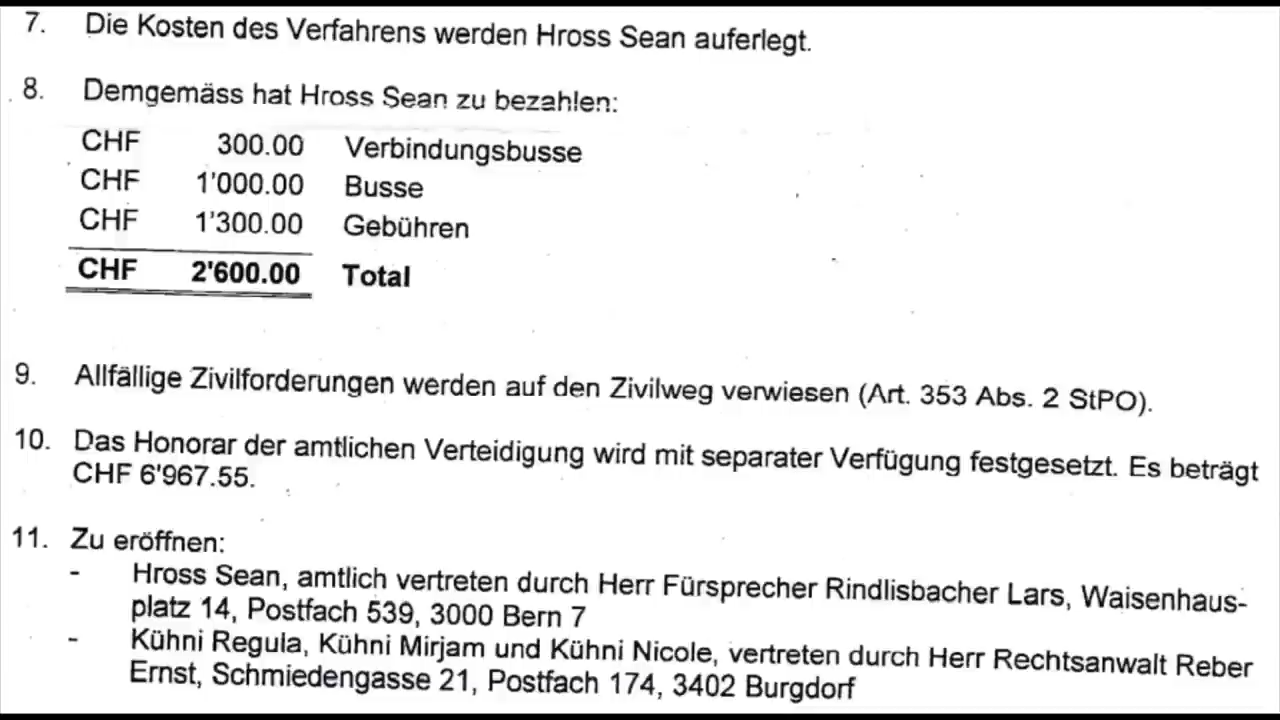 7. Die Kosten des Verfahrens werden Hross Sean auferlegt.
8. Demgemäss hat Hross Sean zu bezahlen:
CHF 300.00 Verbindungsbusse
CHF 1'000.00 Busse
CHF 1'300.00 Gebühren
CHF 2'600.00 Total
9. Allfällige Zivilforderungen werden auf den Zivilweg verwiesen (Art. 353 Abs. 2 StPO).
10. Das Honorar der amtlichen Verteidigung wird mit separater Verfügung festgesetzt. Es beträgt
CHF 6'967.55.
11. Zu eröffnen:
- Hross Sean, amtlich vertreten durch Herr Fürsprecher Rindlisbacher Lars, Waisenhaus-
platz 14, Postfach 539, 3000 Bern 7
- Kühni Regula, Kühni Mirjam und Kühni Nicole, vertreten durch Herr Rechtsanwalt Reber
Ernst, Schmiedengasse 21, Postfach 174, 3402 Burgdorf